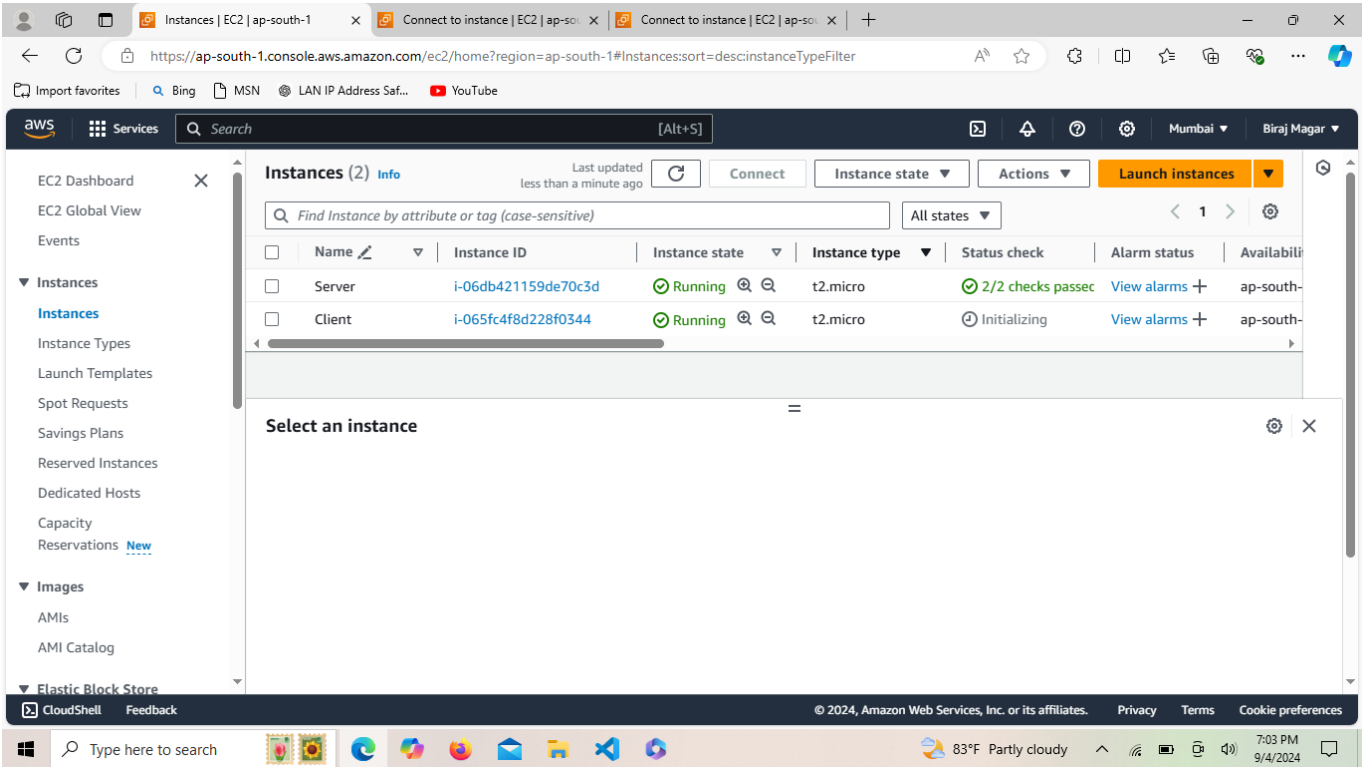 Instances | EC2 | ap-south-1
Connect to instance | EC2 | ap-sou
Connect to instance | EC2 | ap-sou
https://ap-south-1.console.aws.amazon.com/ec2/home?region=ap-south-1#Instances:sort=desc:instanceTypeFilter
Import favorites
Bing
MSN
LAN IP Address Saf...
YouTube
aws
Services
Search
[Alt+S]
Mumbai
Biraj Magar
EC2 Dashboard
EC2 Global View
Events
Instances
Instances
Instance Types
Launch Templates
Spot Requests
Savings Plans
Reserved Instances
Dedicated Hosts
Capacity
Reservations New
Images
AMIs
AMI Catalog
Elastic Block Store
Instances (2) Info
Last updated
less than a minute ago
Connect
Instance state
Actions
Launch instances
Find Instance by attribute or tag (case-sensitive)
All states
1
Name Instance ID Instance state Instance type Status check Alarm status Availabili
Server i-06db421159de70c3d Running t2.micro 2/2 checks passec View alarms + ap-south-
Client i-065fc4f8d228f0344 Running t2.micro Initializing View alarms + ap-south-
Select an instance
CloudShell Feedback © 2024, Amazon Web Services, Inc. or its affiliates. Privacy Terms Cookie preferences
Type here to search
83°F Partly cloudy
7:03 PM
9/4/2024